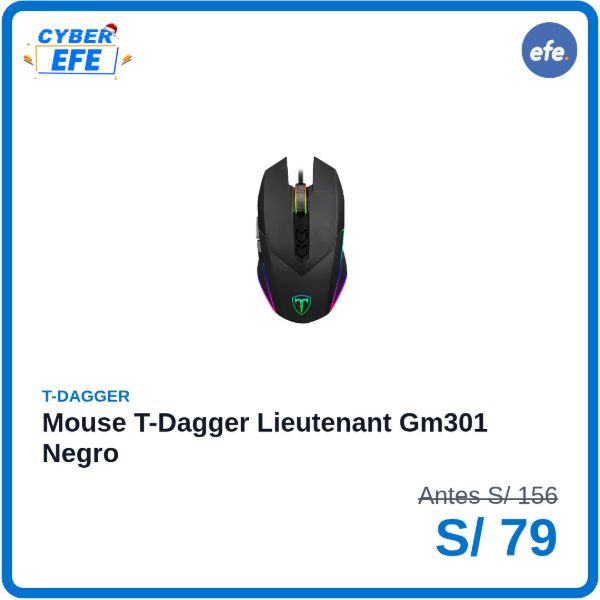 CYBER
EFE
efe.
T-DAGGER
Mouse T-Dagger Lieutenant Gm301
Negro
Antes S/ 156
S/ 79